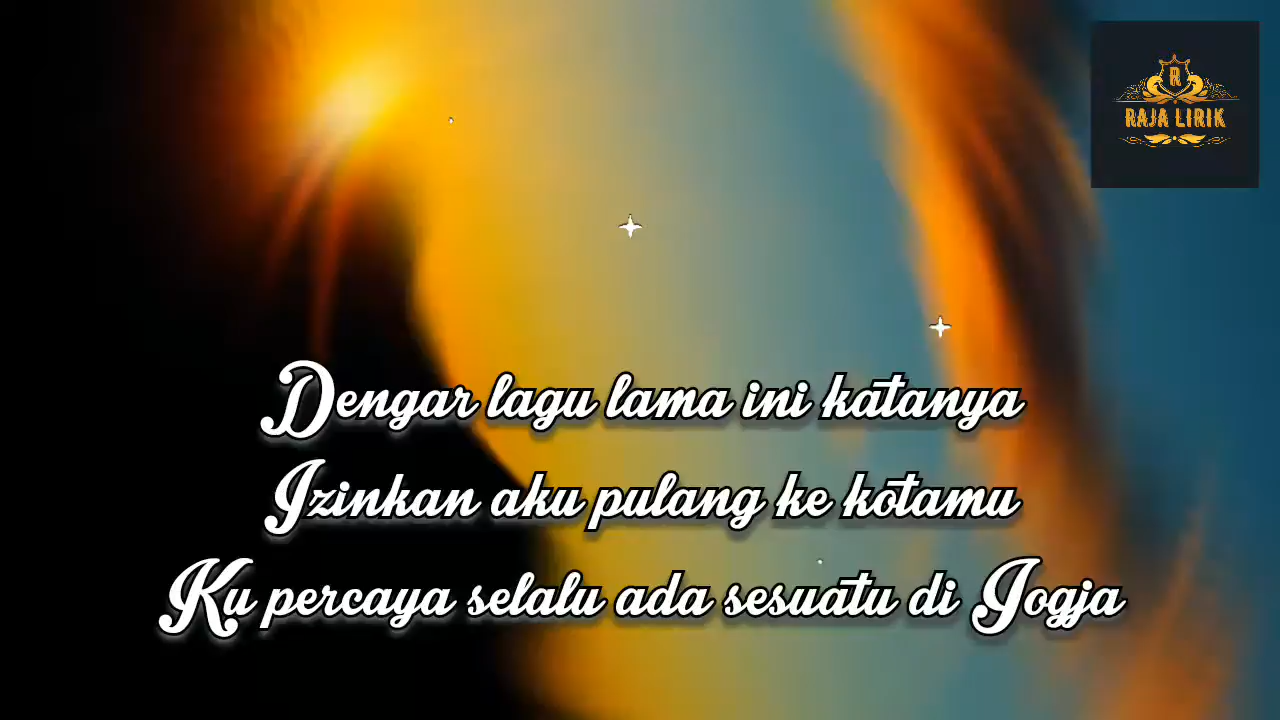 R
RAJA LIRIK
Dengar lagu lama ini katanya
Izinkan aku pulang ke kotamu
Ku percaya selalu ada sesuatu di Jogja